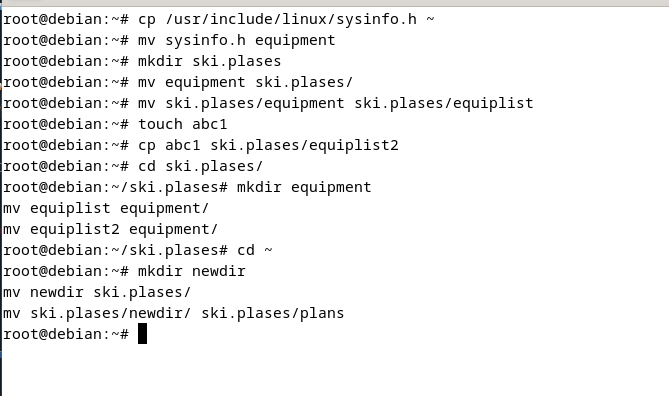 root@debian:~# cp /usr/include/linux/sysinfo.h ~
root@debian:~# mv sysinfo.h equipment
root@debian:~# mkdir ski.plases
root@debian:~# mv equipment ski.plases/
root@debian:~# mv ski.plases/equipment ski.plases/equiplist
root@debian:~# touch abc1
root@debian:~# cp abc1 ski.plases/equiplist2
root@debian:~# cd ski.plases/
root@debian:~/ski.plases# mkdir equipment
mv equiplist equipment/
mv equiplist2 equipment/
root@debian:~/ski.plases# cd ~
root@debian:~# mkdir newdir
mv newdir ski.plases/
mv ski.plases/newdir/ ski.plases/plans
root@debian:~#